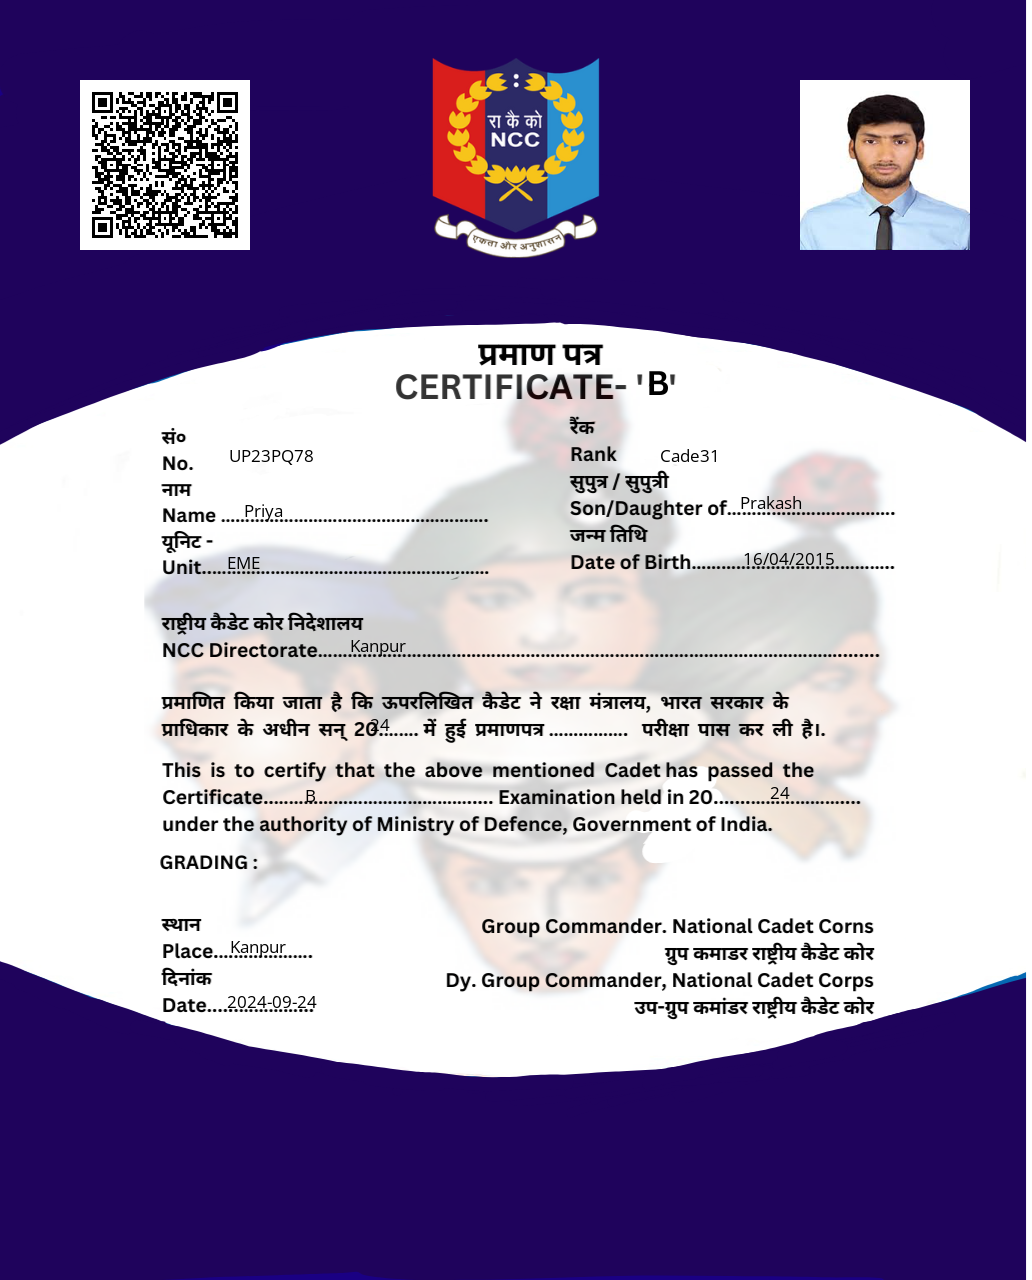 रा कै को
NCC
एकता और अनुशासन
प्रमाण पत्र
CERTIFICATE- 'B'
सं०
No. UP23PQ78
नाम
Name ...Priya...
यूनिट -
Unit...EME...
रैंक
Rank Cade31
सुपुत्र / सुपुत्री
Son/Daughter of...Prakash...
जन्म तिथि
Date of Birth...16/04/2015...
राष्ट्रीय कैडेट कोर निदेशालय
NCC Directorate...Kanpur...
प्रमाणित किया जाता है कि ऊपरलिखित कैडेट ने रक्षा मंत्रालय, भारत सरकार के
प्राधिकार के अधीन सन् 20...24... में हुई प्रमाणपत्र ................ परीक्षा पास कर ली है।.
This is to certify that the above mentioned Cadet has passed the
Certificate...B... Examination held in 20...24...
under the authority of Ministry of Defence, Government of India.
GRADING :
स्थान
Place...Kanpur...
दिनांक
Date...2024-09-24...
Group Commander. National Cadet Corns
ग्रुप कमाडर राष्ट्रीय कैडेट कोर
Dy. Group Commander, National Cadet Corps
उप-ग्रुप कमांडर राष्ट्रीय कैडेट कोर